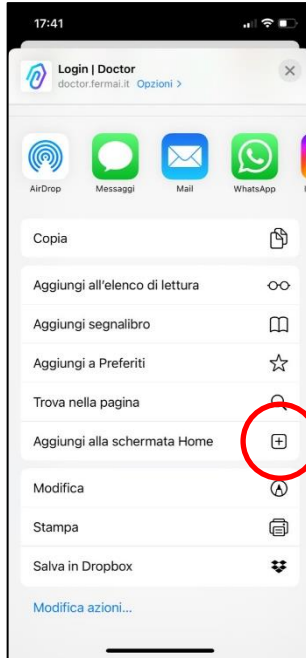 17:41
Login | Doctor
doctor.fermai.it Opzioni >
AirDrop Messaggi Mail WhatsApp
Copia
Aggiungi all'elenco di lettura
Aggiungi segnalibro
Aggiungi a Preferiti
Trova nella pagina
Aggiungi alla schermata Home
Modifica
Stampa
Salva in Dropbox
Modifica azioni...